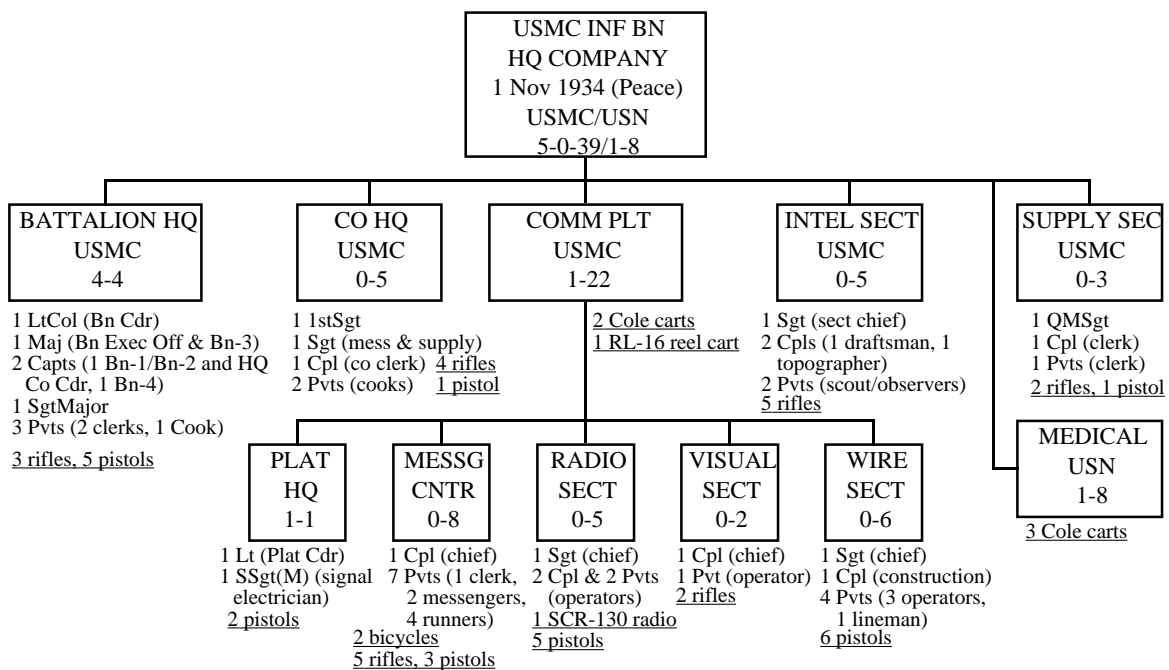 USMC INF BN
HQ COMPANY
1 Nov 1934 (Peace)
USMC/USN
5-0-39/1-8
BATTALION HQ
USMC
4-4
1 LtCol (Bn Cdr)
1 Maj (Bn Exec Off & Bn-3)
2 Capts (1 Bn-1/Bn-2 and HQ
Co Cdr, 1 Bn-4)
1 SgtMajor
3 Pvts (2 clerks, 1 Cook)
3 rifles, 5 pistols
CO HQ
USMC
0-5
1 1stSgt
1 Sgt (mess & supply)
1 Cpl (co clerk)
2 Pvts (cooks)
4 rifles
1 pistol
COMM PLT
USMC
1-22
2 Cole carts
1 RL-16 reel cart
INTEL SECT
USMC
0-5
1 Sgt (sect chief)
2 Cpls (1 draftsman, 1
topographer)
2 Pvts (scout/observers)
5 rifles
SUPPLY SEC
USMC
0-3
1 QMSgt
1 Cpl (clerk)
1 Pvts (clerk)
2 rifles, 1 pistol
PLAT
HQ
1-1
1 Lt (Plat Cdr)
1 SSgt(M) (signal
electrician)
2 pistols
MESSG
CNTR
0-8
1 Cpl (chief)
7 Pvts (1 clerk,
2 messengers,
4 runners)
2 bicycles
5 rifles, 3 pistols
RADIO
SECT
0-5
1 Sgt (chief)
2 Cpl & 2 Pvts
(operators)
1 SCR-130 radio
5 pistols
VISUAL
SECT
0-2
1 Cpl (chief)
1 Pvt (operator)
2 rifles
WIRE
SECT
0-6
1 Sgt (chief)
1 Cpl (construction)
4 Pvts (3 operators,
1 lineman)
6 pistols
MEDICAL
USN
1-8
3 Cole carts